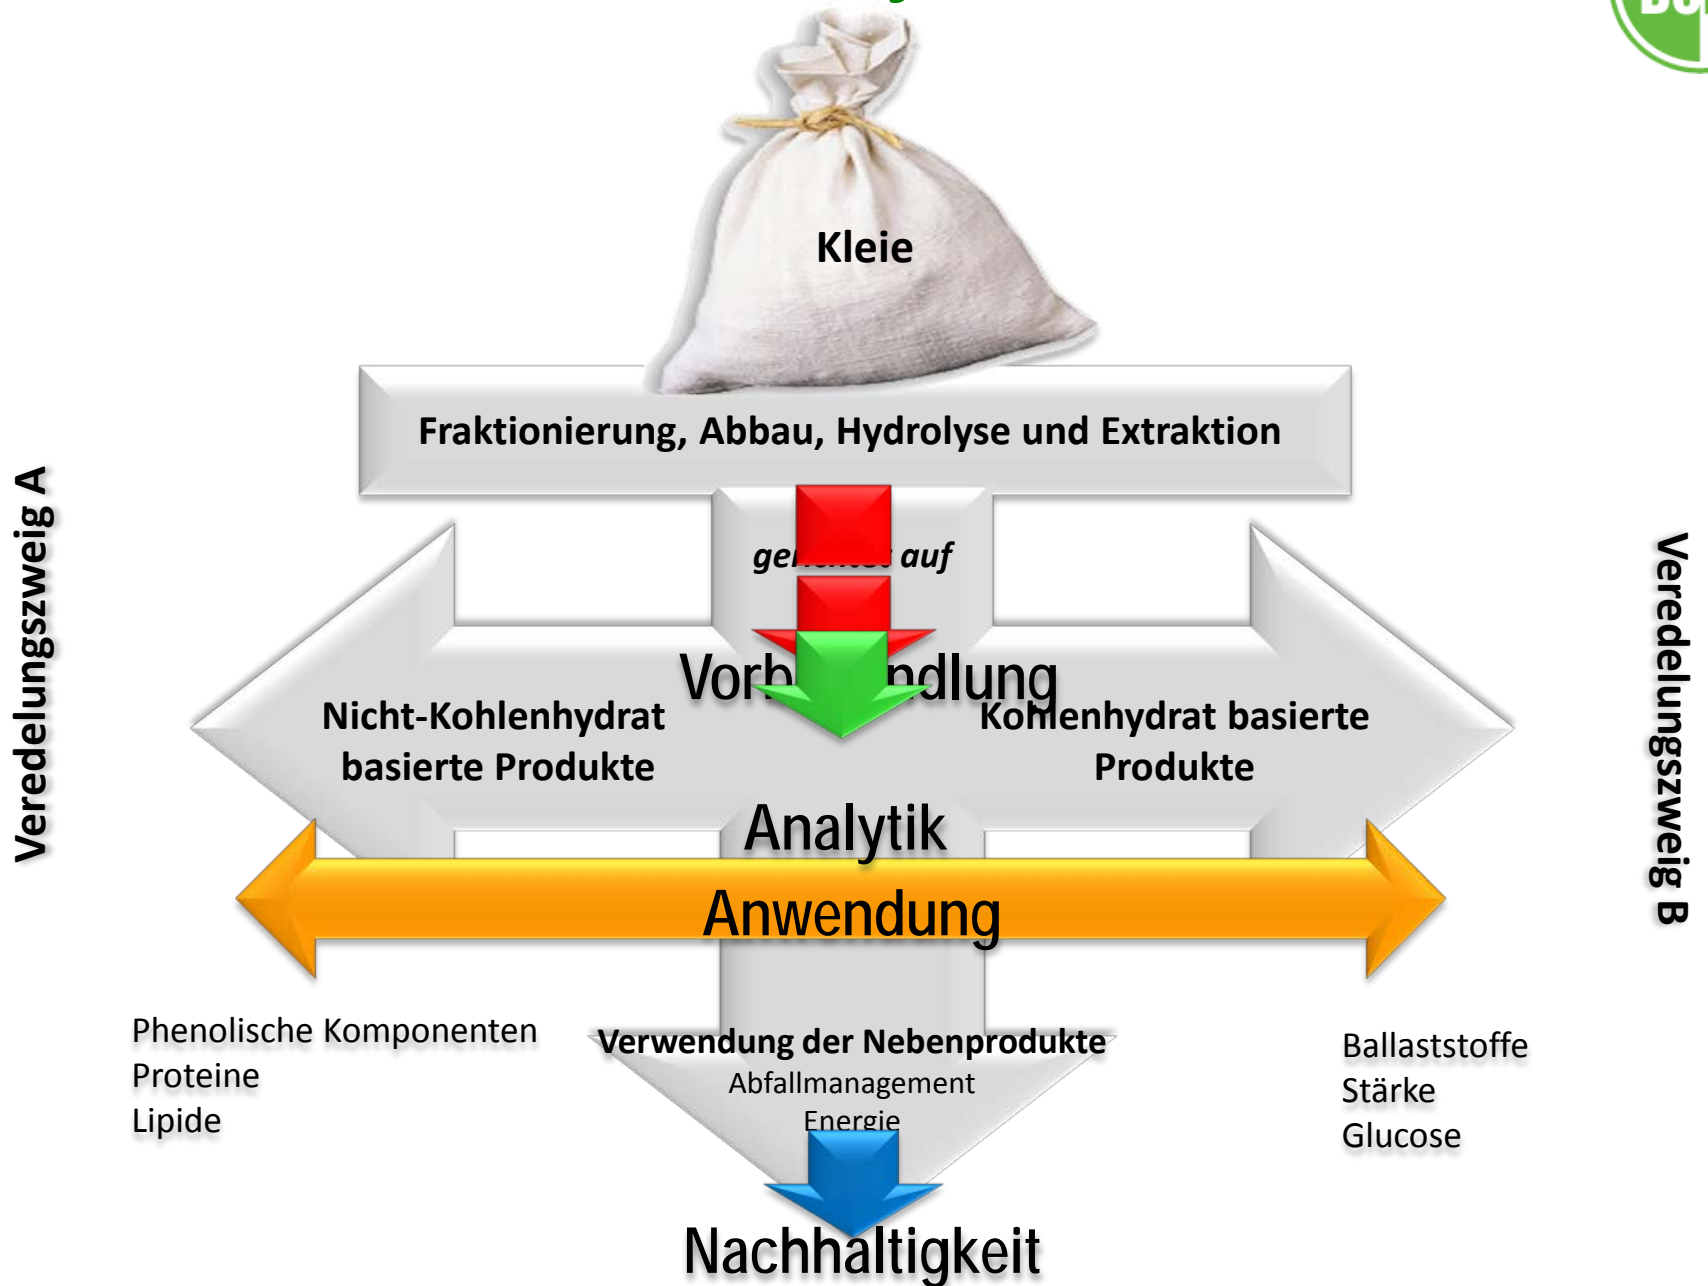 Kleie
Fraktionierung, Abbau, Hydrolyse und Extraktion
auf
Nicht-Kohlenhydrat
basierte Produkte
Kohlenhydrat basierte
Produkte
Analytik
Anwendung
Veredelungszweig A
Veredelungszweig B
Phenolische Komponenten
Proteine
Lipide
Verwendung der Nebenprodukte
Abfallmanagement
Energie
Ballaststoffe
Stärke
Glucose
Nachhaltigkeit